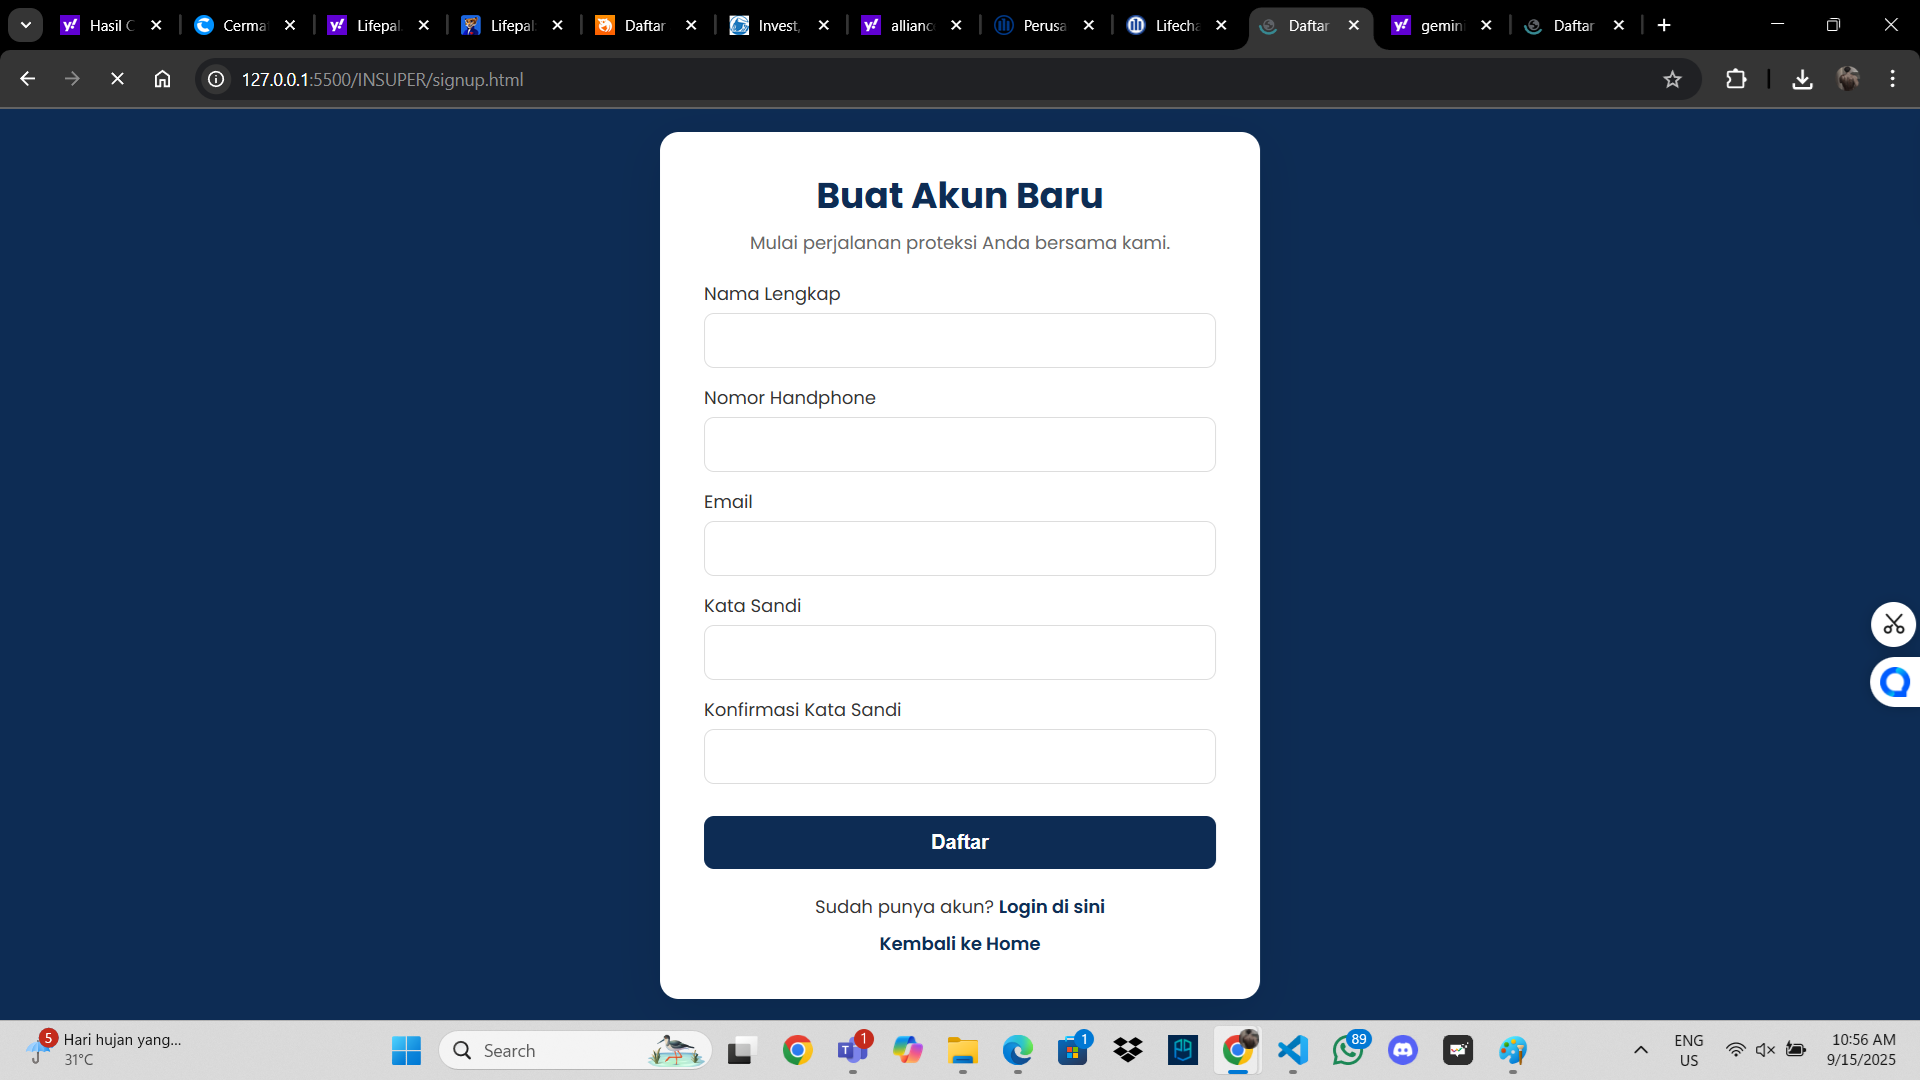 Hasil C
Cermat
Lifepal.
Lifepal:
Daftar
Invest,
alliance
Perusa
Lifecha
Daftar
gemini
Daftar
127.0.0.1:5500/INSUPER/signup.html
Buat Akun Baru
Mulai perjalanan proteksi Anda bersama kami.
Nama Lengkap
Nomor Handphone
Email
Kata Sandi
Konfirmasi Kata Sandi
Daftar
Sudah punya akun? Login di sini
Kembali ke Home
5
Hari hujan yang...
31°C
Search
1
1
89
ENG
US
10:56 AM
9/15/2025